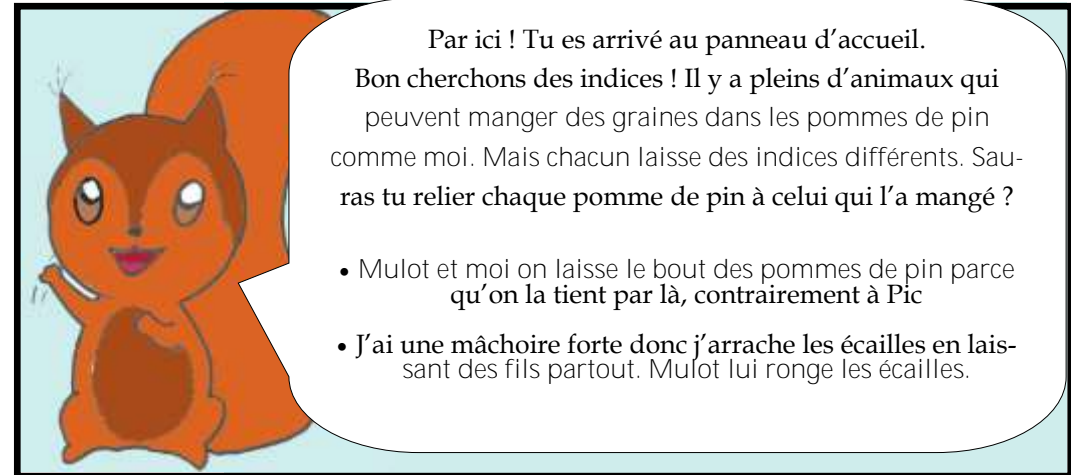 Par ici ! Tu es arrivé au panneau d’accueil.
Bon cherchons des indices ! Il y a pleins d’animaux qui
peuvent manger des graines dans les pommes de pin
comme moi. Mais chacun laisse des indices différents. Sau-
ras tu relier chaque pomme de pin à celui qui l’a mangé ?
• Mulot et moi on laisse le bout des pommes de pin parce
qu’on la tient par là, contrairement à Pic
• J’ai une mâchoire forte donc j’arrache les écailles en lais-
sant des fils partout. Mulot lui ronge les écailles.